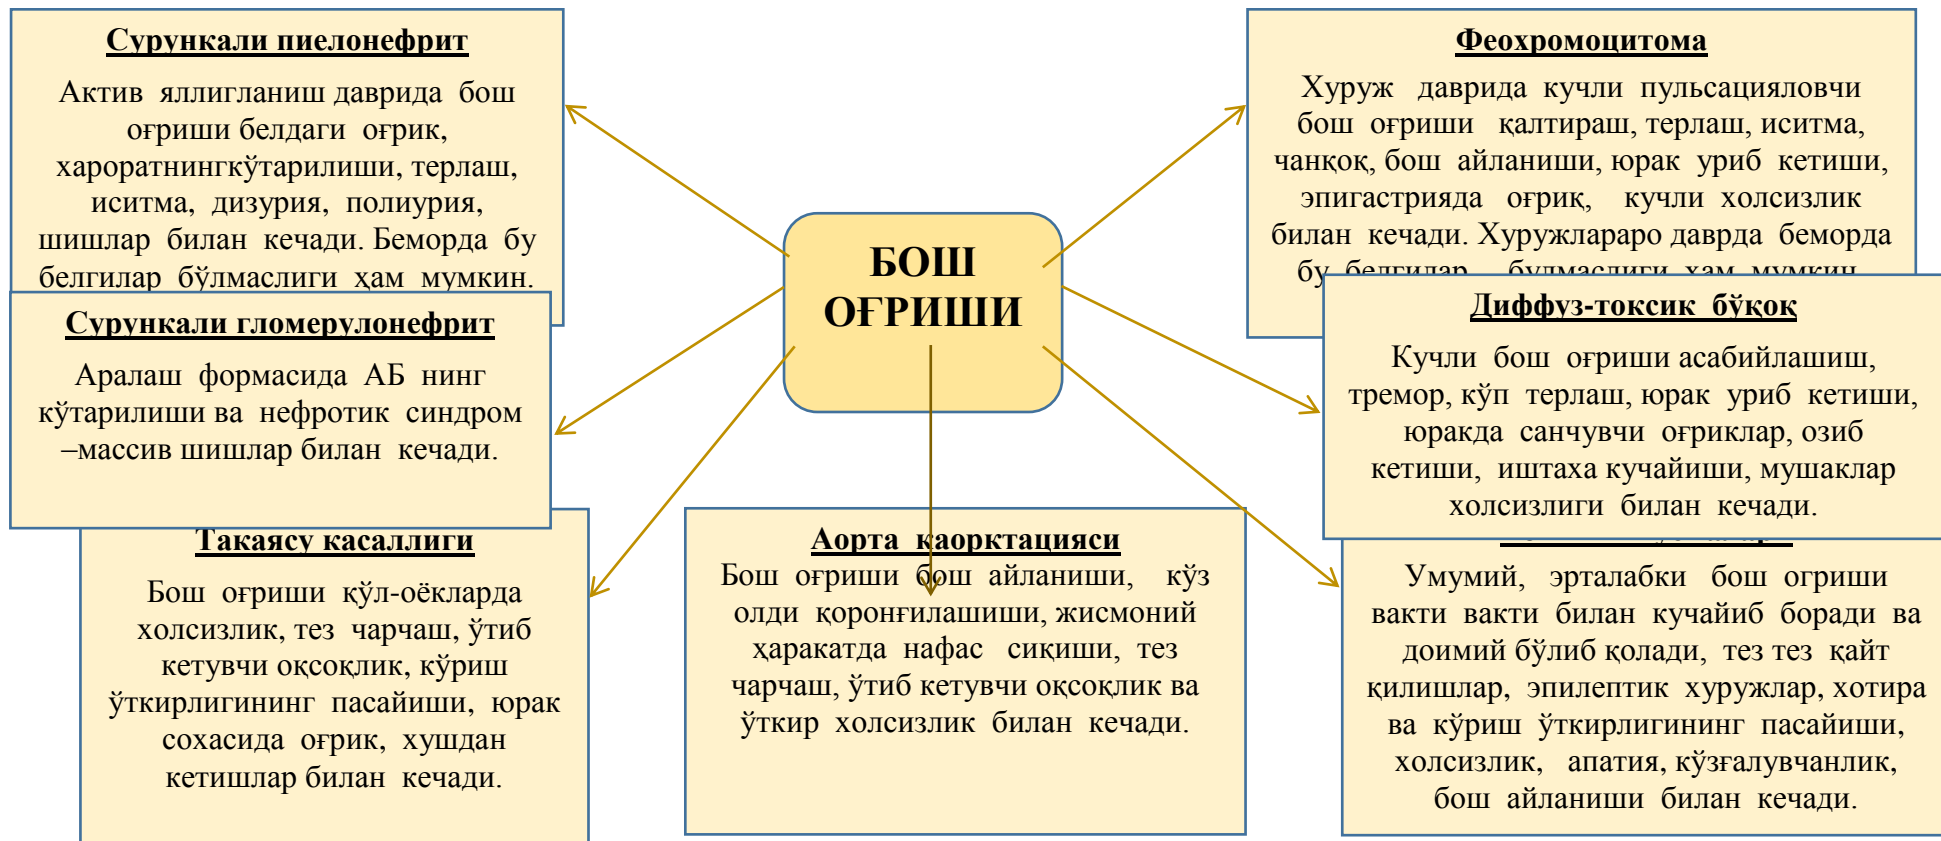 Сурункали пиелонефрит
Актив яллигланиш даврида бош
оғриши белдаги оғрик,
хароратнингкўтарилиши, терлаш,
иситма, дизурия, полиурия,
шишлар билан кечади. Беморда бу
белгилар бўлмаслиги ҳам мумкин.
Сурункали гломерулонефрит
Аралаш формасида АБ нинг
кўтарилиши ва нефротик синдром
–массив шишлар билан кечади.
Такаясу касаллиги
Бош оғриши қўл-оёкларда
холсизлик, тез чарчаш, ўтиб
кетувчи оқсоқлик, кўриш
ўткирлигининг пасайиши, юрак
сохасида оғрик, хушдан
кетишлар билан кечади.
БОШ
ОҒРИШИ
Аорта каорктацияси
Бош оғриши бош айланиши, кўз
олди қоронғилашиши, жисмоний
ҳаракатда нафас сиқиши, тез
чарчаш, ўтиб кетувчи оқсоқлик ва
ўткир холсизлик билан кечади.
Феохромоцитома
Хуруж даврида кучли пульсацияловчи
бош оғриши қалтираш, терлаш, иситма,
чанқоқ, бош айланиши, юрак уриб кетиши,
эпигастрияда оғриқ, кучли холсизлик
билан кечади. Хуружлараро даврда беморда
бу белгилар булмаслиги ҳам мумкин
Диффуз-токсик бўқоқ
Кучли бош оғриши асабийлашиш,
тремор, кўп терлаш, юрак уриб кетиши,
юракда санчувчи оғриклар, озиб
кетиши, иштаха кучайиши, мушаклар
холсизлиги билан кечади.
Умумий, эрталабки бош огриши
вакти вакти билан кучайиб боради ва
доимий бўлиб қолади, тез тез қайт
қилишлар, эпилептик хуружлар, хотира
ва кўриш ўткирлигининг пасайиши,
холсизлик, апатия, кўзғалувчанлик,
бош айланиши билан кечади.